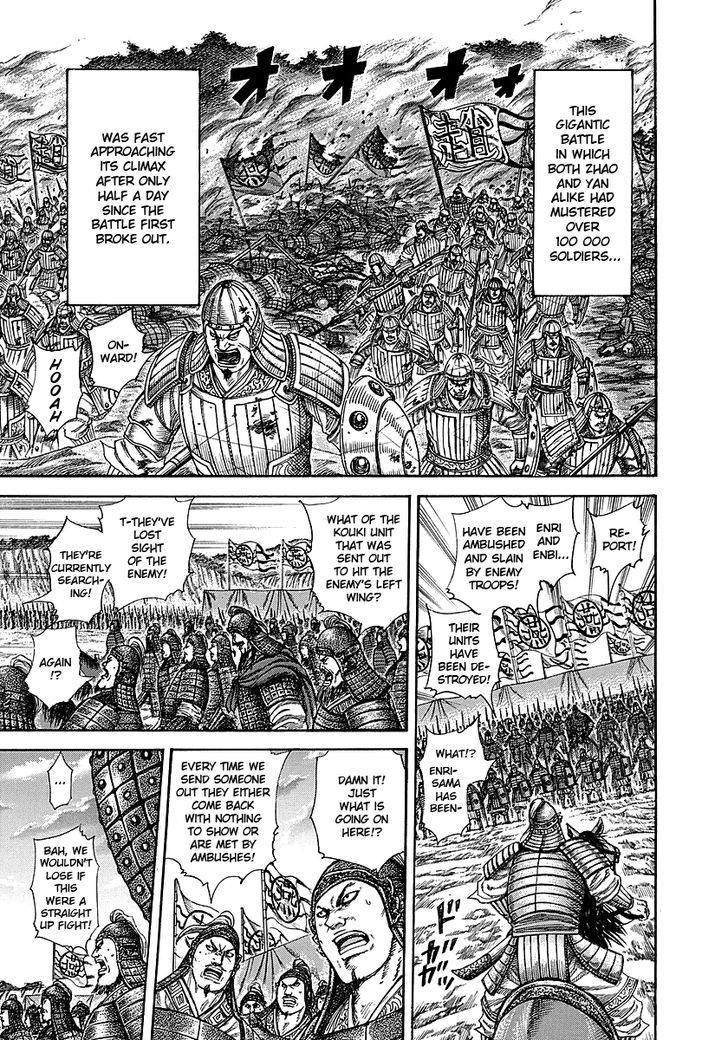 THIS
GIGANTIC
BATTLE
IN WHICH
BOTH ZHAO
AND YAN
ALIKE HAD
MUSTERED
OVER
100 000
SOLDIERS...
オオオォ
WAS FAST
APPROACHING
ITS CLIMAX
AFTER ONLY
HALF A DAY
SINCE THE
BATTLE FIRST
BROKE OUT.
ON-
WARD!
HOOAH
RE-
PORT!
ENRI
AND
ENBI...
HAVE BEEN
AMBUSHED
AND SLAIN
BY ENEMY
TROOPS!
THEIR
UNITS
HAVE
BEEN DE-
STROYED!
WHAT!?
ENRI-
SAMA
HAS
BEEN-
WHAT OF THE
KOUKI UNIT
THAT WAS
SENT OUT
TO HIT THE
ENEMY'S LEFT
WING?
T-THEY'VE
LOST
SIGHT
OF THE
ENEMY!
THEY'RE
CURRENTLY
SEARCH-
ING!
AGAIN
!?
DAMN IT!
JUST
WHAT IS
GOING ON
HERE!?
EVERY TIME WE
SEND SOMEONE
OUT THEY EITHER
COME BACK
WITH NOTHING
TO SHOW OR
ARE MET BY
AMBUSHES!
...
BAH, WE
WOULDN'T
LOSE IF
THIS
WERE A
STRAIGHT
UP FIGHT!